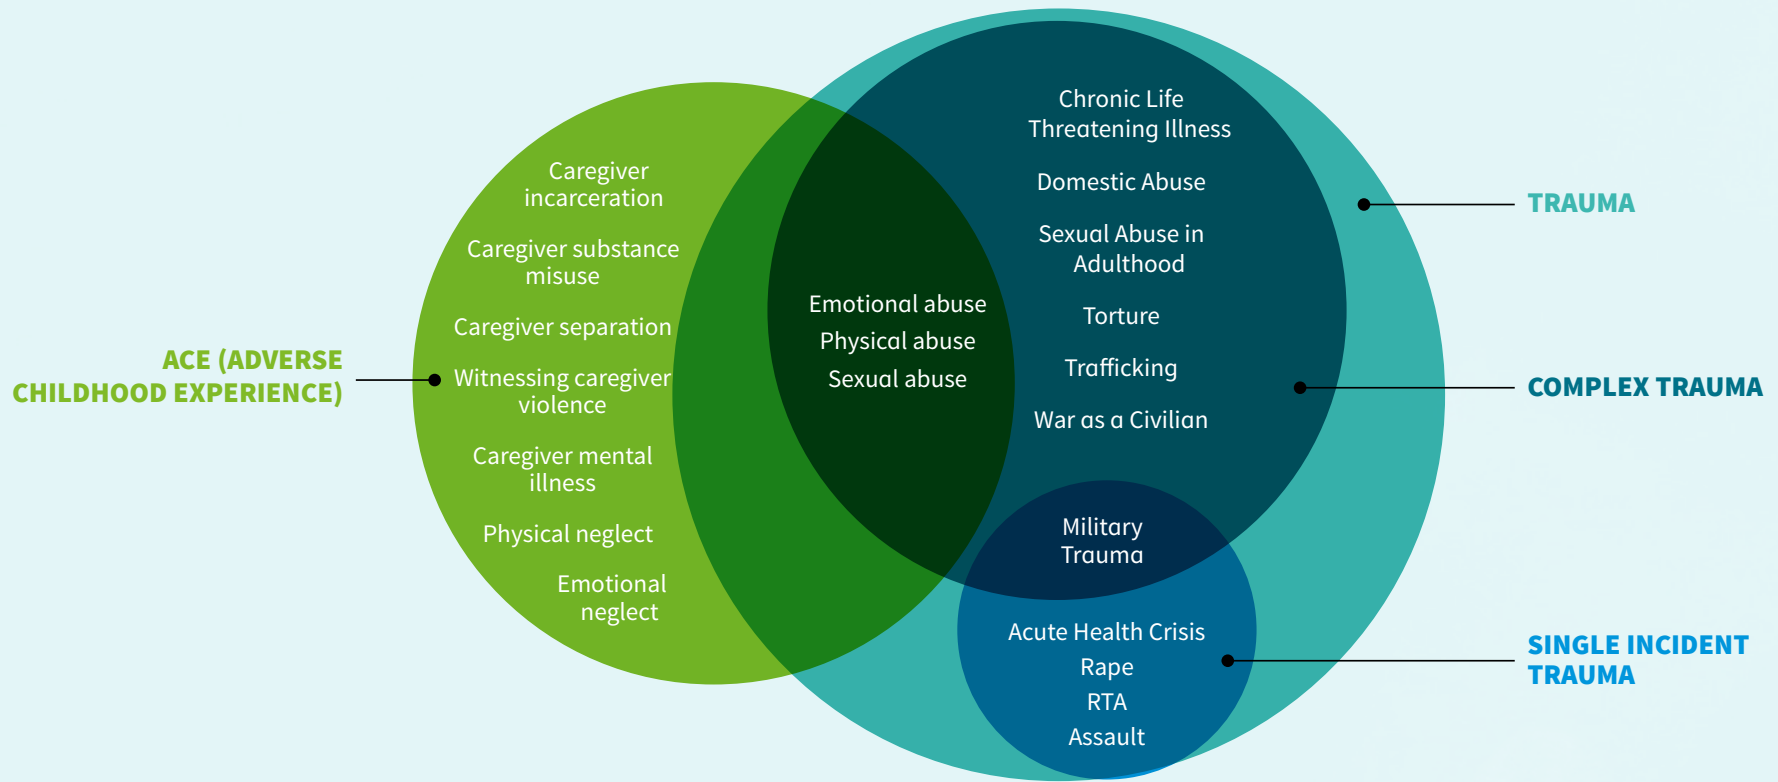 ACE (ADVERSE
CHILDHOOD EXPERIENCE)
Caregiver
incarceration
Caregiver substance
misuse
Caregiver separation
Witnessing caregiver
violence
Caregiver mental
illness
Physical neglect
Emotional
neglect
Emotional abuse
Physical abuse
Sexual abuse
Chronic Life
Threatening Illness
Domestic Abuse
Sexual Abuse in
Adulthood
Torture
Trafficking
War as a Civilian
Military
Trauma
Acute Health Crisis
Rape
RTA
Assault
TRAUMA
COMPLEX TRAUMA
SINGLE INCIDENT
TRAUMA